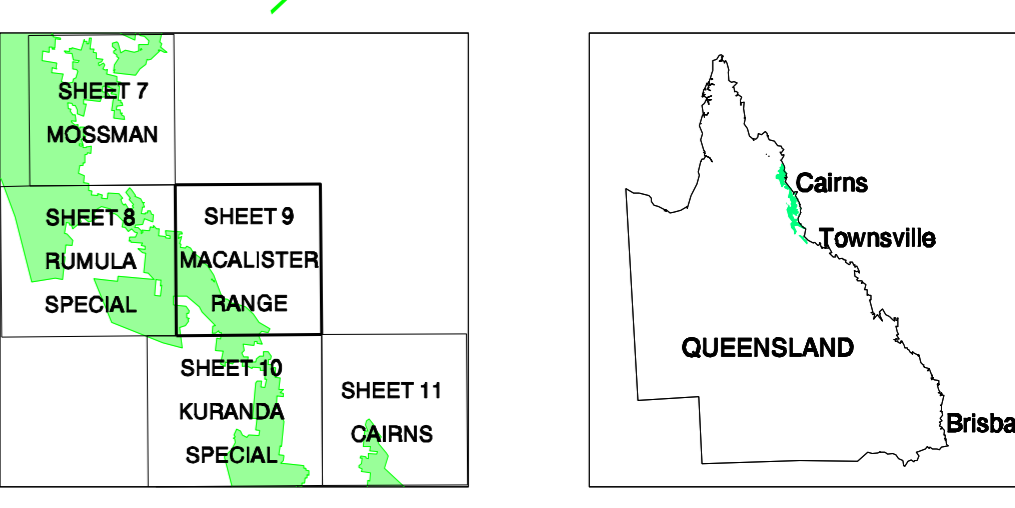 SHEET 7
MOSSMAN
SHEET 8
RUMULA
SPECIAL
SHEET 9
MACALISTER
RANGE
SHEET 10
KURANDA
SPECIAL
SHEET 11
CAIRNS
Cairns
Townsville
QUEENSLAND
Brisba